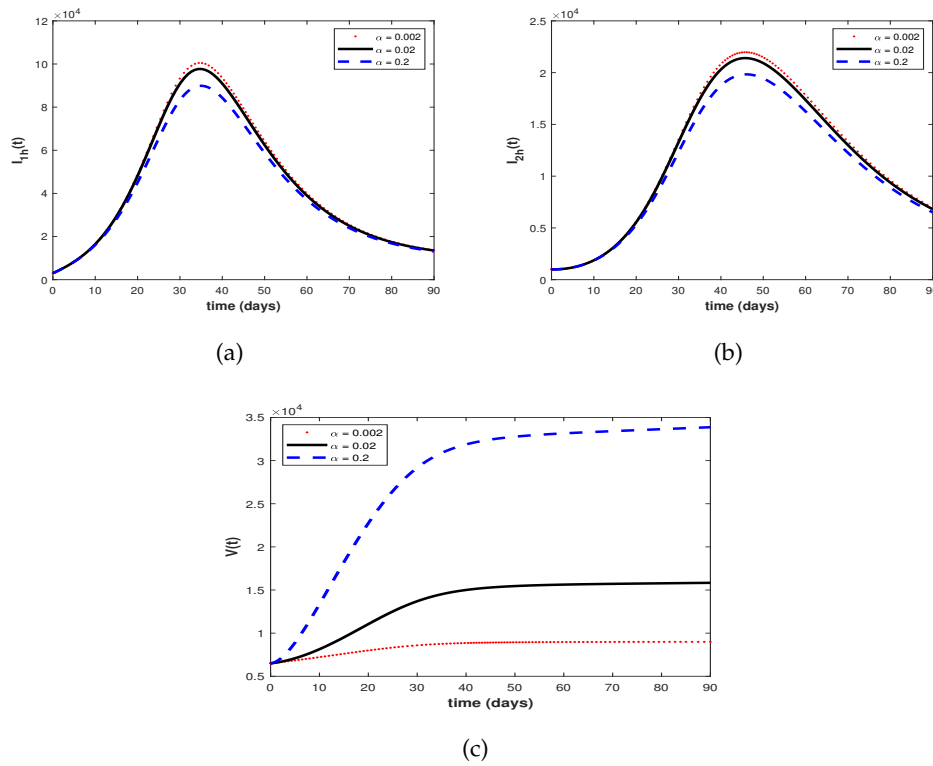 ×10⁴
12
10
8
6
4
2
0
I1h(t)
α = 0.002
α = 0.02
α = 0.2
0 10 20 30 40 50 60 70 80 90
time (days)
(a)
×10⁴
2.5
2
1.5
1
0.5
0
I2h(t)
α = 0.002
α = 0.02
α = 0.2
0 10 20 30 40 50 60 70 80 90
time (days)
(b)
×10⁴
3.5
3
2.5
2
1.5
1
0.5
V(t)
α = 0.002
α = 0.02
α = 0.2
0 10 20 30 40 50 60 70 80 90
time (days)
(c)